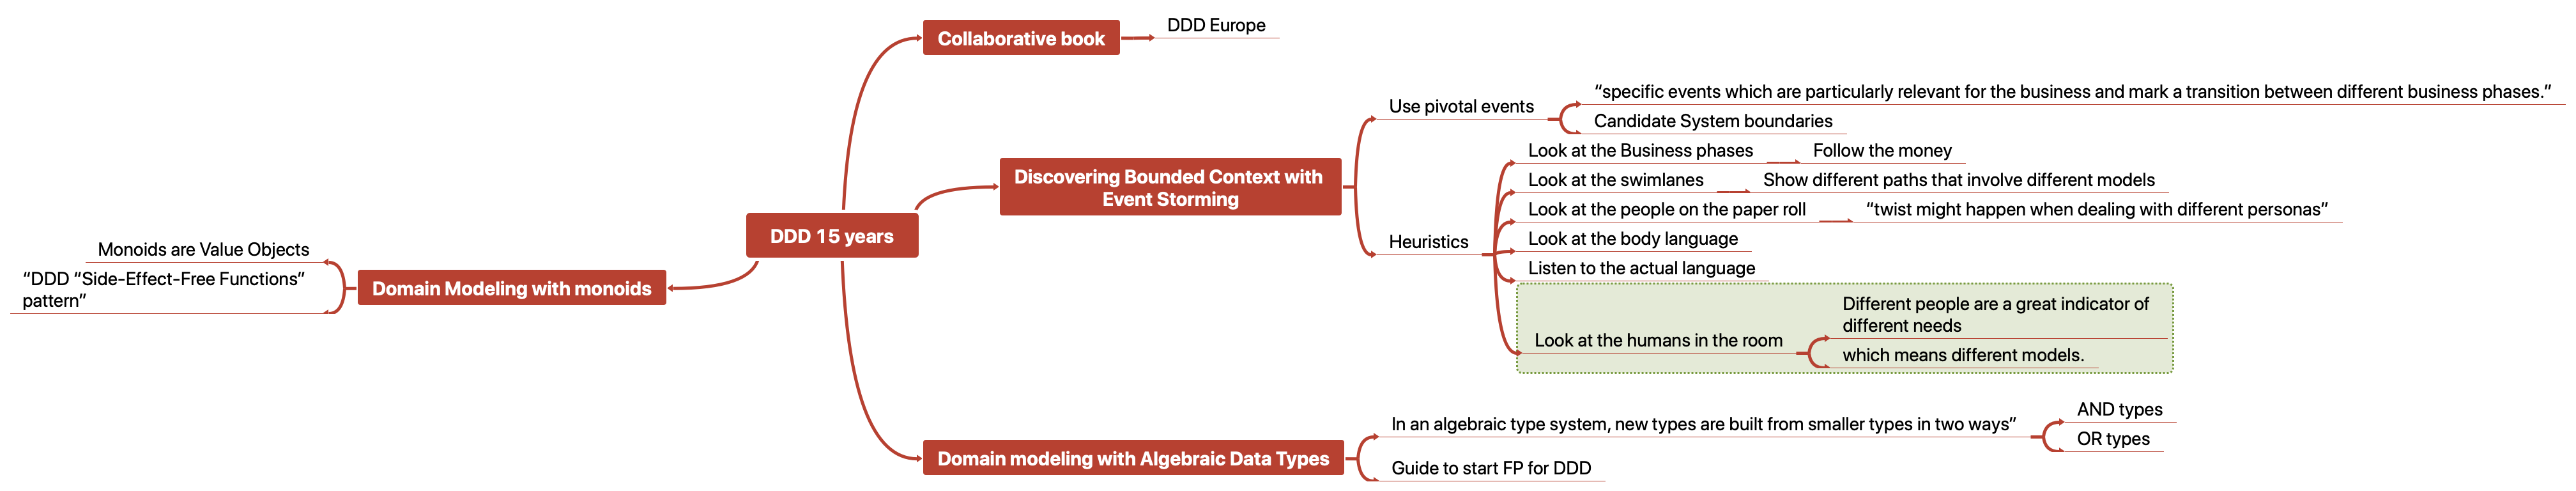 DDD 15 years
Collaborative book
DDD Europe
Discovering Bounded Context with
Event Storming
Use pivotal events
“specific events which are particularly relevant for the business and mark a transition between different business phases.”
Candidate System boundaries
Heuristics
Look at the Business phases
Follow the money
Look at the swimlanes
Show different paths that involve different models
Look at the people on the paper roll
“twist might happen when dealing with different personas”
Look at the body language
Listen to the actual language
Look at the humans in the room
Different people are a great indicator of
different needs
which means different models.
Domain modeling with Algebraic Data Types
In an algebraic type system, new types are built from smaller types in two ways”
AND types
OR types
Guide to start FP for DDD
Domain Modeling with monoids
Monoids are Value Objects
“DDD “Side-Effect-Free Functions”
pattern”